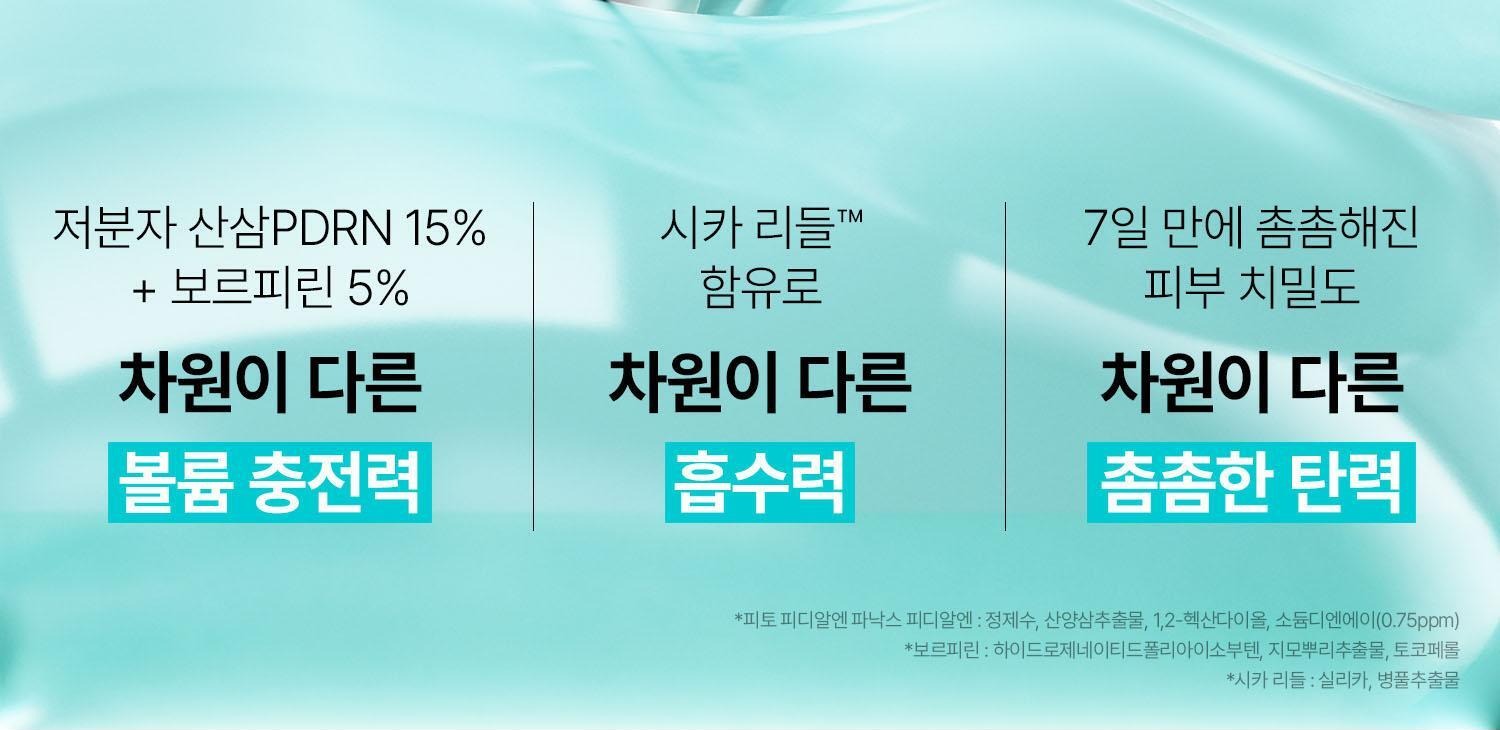 저분자 산삼PDRN 15%
+ 보르피린 5%
차원이 다른
볼륨 충전력
시카 리들™
함유로
차원이 다른
흡수력
7일 만에 촘촘해진
피부 치밀도
차원이 다른
촘촘한 탄력
*피토 피디알엔 파낙스 피디알엔 : 정제수, 산양삼추출물, 1,2-헥산다이올, 소듐디엔에이(0.75ppm)
*보르피린 : 하이드로제네이티드폴리아이소부텐, 지모뿌리추출물, 토코페롤
*시카 리들 : 실리카, 병풀추출물